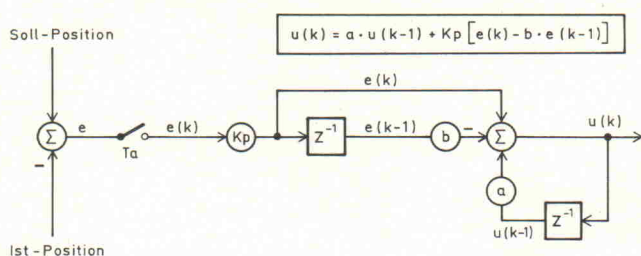 Soll-Position
u(k) = a · u(k-1) + Kp [e(k) - b · e(k-1)]
e(k)
Σ
e
Ta
e(k)
Kp
Z⁻¹
e(k-1)
b
-
Σ
u(k)
-
a
Z⁻¹
u(k-1)
Ist-Position